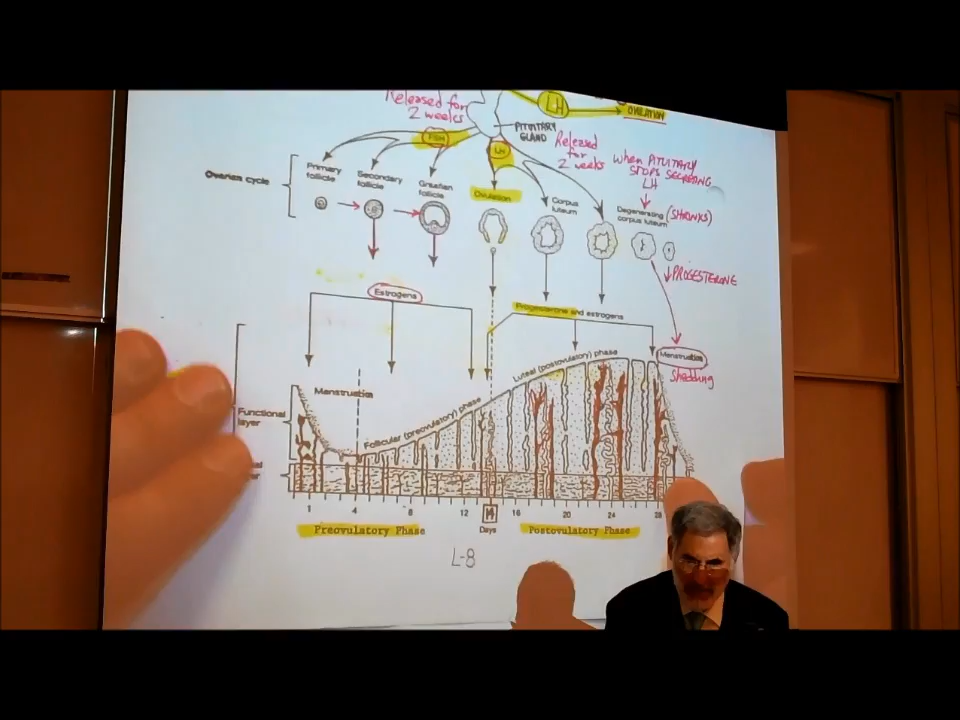 Released for
2 weeks
LH
OVULATION
PITUITARY
GLAND
Released
for
2 weeks
When PITUITARY
STOPS SECRETING
LH
FSH
LH
Ovarian cycle
Primary
follicle
Secondary
follicle
Graafian
follicle
Ovulation
Corpus
luteum
Degenerating
corpus luteum
(SHRINKS)
PROGESTERONE
Estrogens
Progesterone and estrogens
Menstruation
Shedding
Luteal (postovulatory) phase
Menstruation
Follicular (preovulatory) phase
Functional
layer
1 4 8 12 14 16 20 24 28
Days
Preovulatory Phase
Postovulatory Phase
L-8